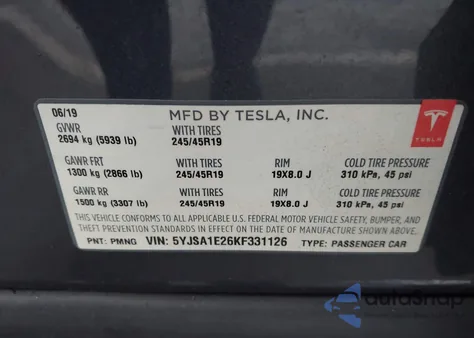 06/19 MFD BY TESLA, INC.
GVWR WITH TIRES
2694 kg (5939 lb) 245/45R19
TESLA
GAWR FRT WITH TIRES RIM COLD TIRE PRESSURE
1300 kg (2866 lb) 245/45R19 19X8.0 J 310 kPa, 45 psi
GAWR RR WITH TIRES RIM COLD TIRE PRESSURE
1500 kg (3307 lb) 245/45R19 19X8.0 J 310 kPa, 45 psi
THIS VEHICLE CONFORMS TO ALL APPLICABLE U.S. FEDERAL MOTOR VEHICLE SAFETY, BUMPER, AND
THEFT PREVENTION STANDARDS IN EFFECT ON THE DATE OF MANUFACTURE SHOWN ABOVE.
PNT: PMNG VIN: 5YJSA1E26KF331126 TYPE: PASSENGER CAR
autosnap